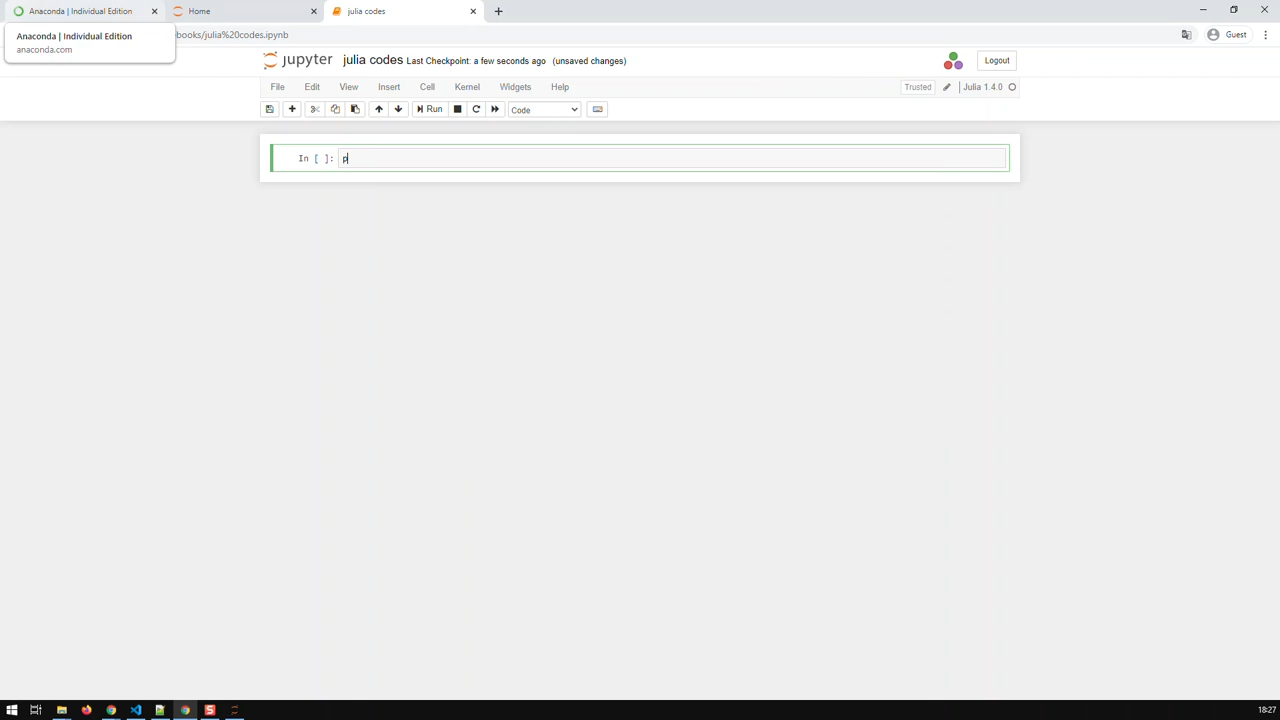 Anaconda | Individual Edition
Home
julia codes
Anaconda | Individual Edition
anaconda.com
ebooks/julia%20codes.ipynb
Guest
jupyter julia codes Last Checkpoint: a few seconds ago (unsaved changes)
Logout
File Edit View Insert Cell Kernel Widgets Help
Trusted Julia 1.4.0
Run Code
In [ ]: p
18:27